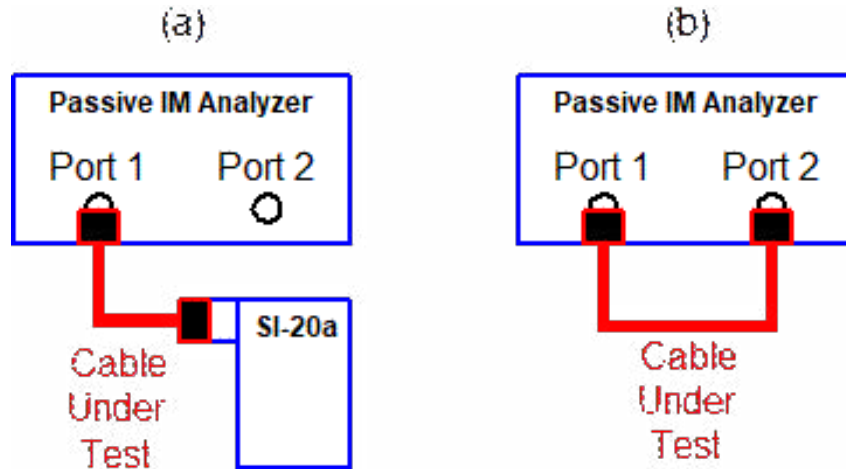 (a)
Passive IM Analyzer
Port 1 Port 2
SI-20a
Cable
Under
Test
(b)
Passive IM Analyzer
Port 1 Port 2
Cable
Under
Test